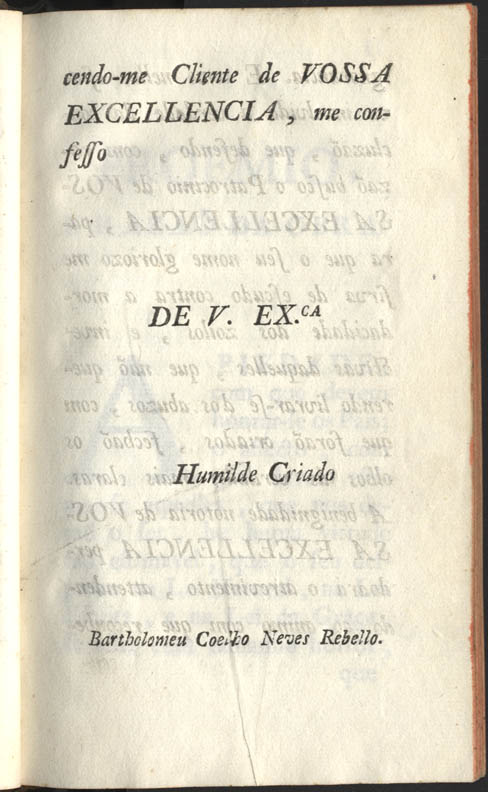 cendo-me Cliente de VOSSA
EXCELLENCIA, me con-
fesso
DE V. EX.CA
Humilde Criado
Bartholomeu Coelho Neves Rebello.